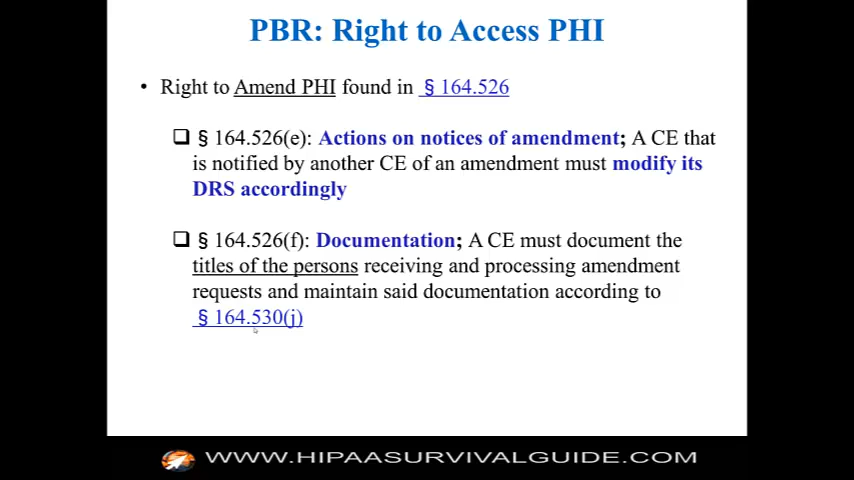 PBR: Right to Access PHI
• Right to Amend PHI found in § 164.526
❑ § 164.526(e): Actions on notices of amendment; A CE that
is notified by another CE of an amendment must modify its
DRS accordingly
❑ § 164.526(f): Documentation; A CE must document the
titles of the persons receiving and processing amendment
requests and maintain said documentation according to
§ 164.530(j)
WWW.HIPAASURVIVALGUIDE.COM